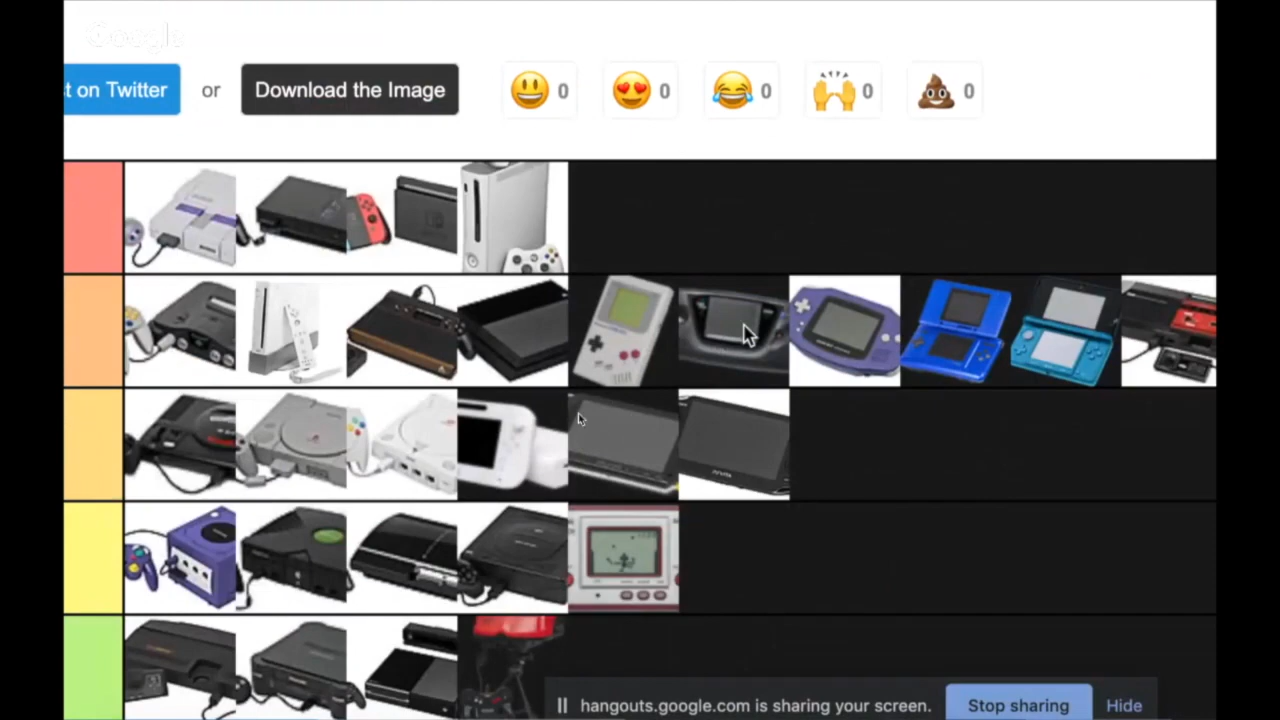 Google
t on Twitter
or
Download the Image
0
0
0
0
0
hangouts.google.com is sharing your screen.
Stop sharing
Hide